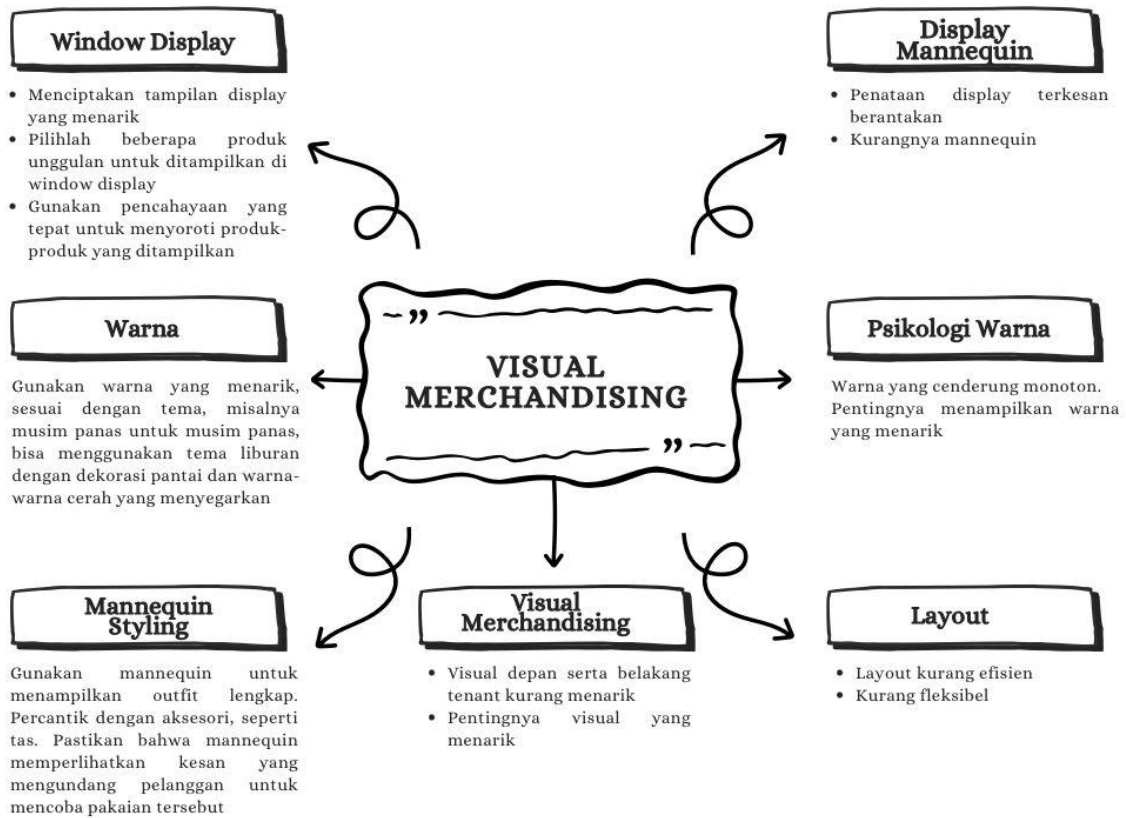 Window Display
• Menciptakan tampilan display
yang menarik
• Pilihlah beberapa produk
unggulan untuk ditampilkan di
window display
• Gunakan pencahayaan yang
tepat untuk menyoroti produk-
produk yang ditampilkan
Display
Mannequin
• Penataan display terkesan
berantakan
• Kurangnya mannequin
Warna
Gunakan warna yang menarik,
sesuai dengan tema, misalnya
musim panas untuk musim panas,
bisa menggunakan tema liburan
dengan dekorasi pantai dan warna-
warna cerah yang menyegarkan
”
VISUAL
MERCHANDISING
”
Psikologi Warna
Warna yang cenderung monoton.
Pentingnya menampilkan warna
yang menarik
Mannequin
Styling
Gunakan mannequin untuk
menampilkan outfit lengkap.
Percantik dengan aksesori, seperti
tas. Pastikan bahwa mannequin
memperlihatkan kesan yang
mengundang pelanggan untuk
mencoba pakaian tersebut
Visual
Merchandising
• Visual depan serta belakang
tenant kurang menarik
• Pentingnya visual yang
menarik
Layout
• Layout kurang efisien
• Kurang fleksibel